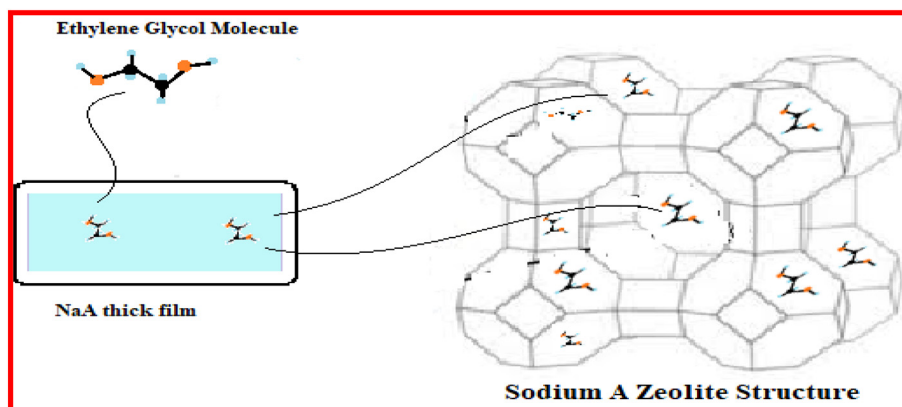 Ethylene Glycol Molecule
NaA thick film
Sodium A Zeolite Structure